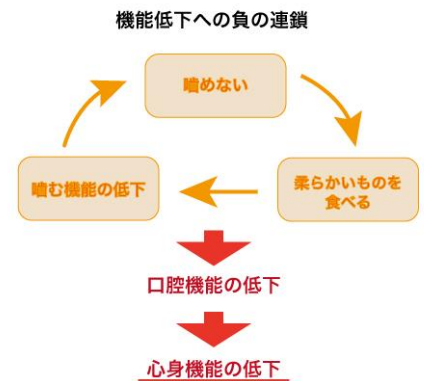 機能低下への負の連鎖
嚙めない
柔らかいものを
食べる
嚙む機能の低下
口腔機能の低下
心身機能の低下